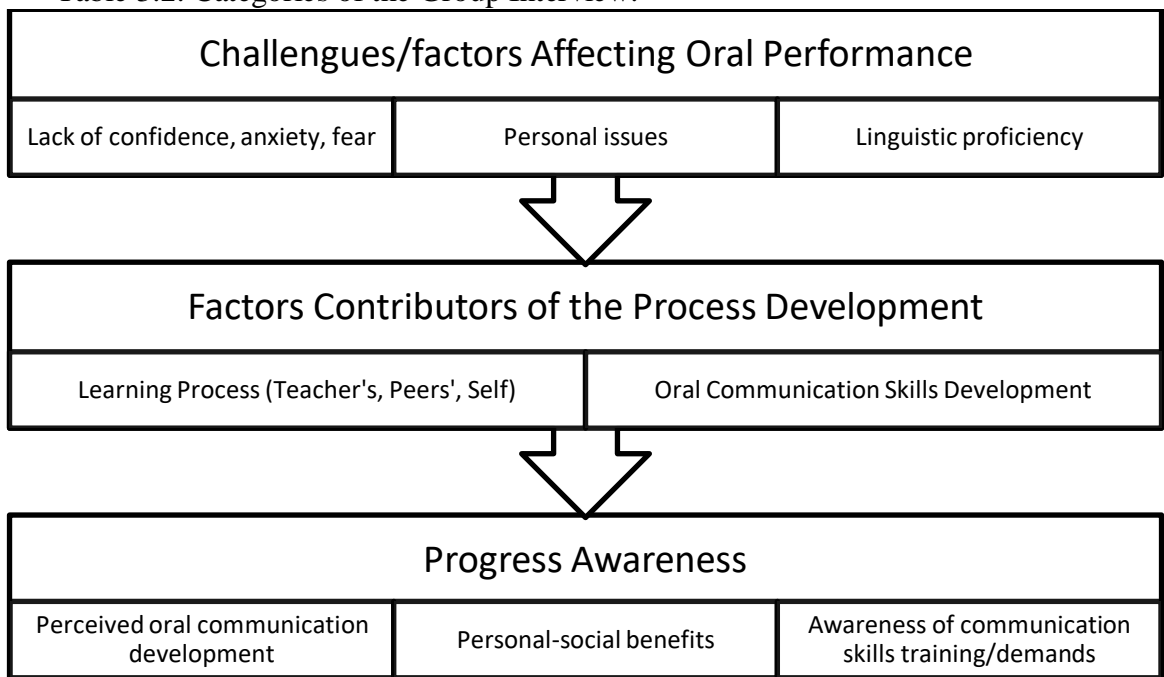 Table 3.2. Categories of the Group Interview.
Challengues/factors Affecting Oral Performance
Lack of confidence, anxiety, fear
Personal issues
Linguistic proficiency
Factors Contributors of the Process Development
Learning Process (Teacher's, Peers', Self)
Oral Communication Skills Development
Progress Awareness
Perceived oral communication
development
Personal-social benefits
Awareness of communication
skills training/demands